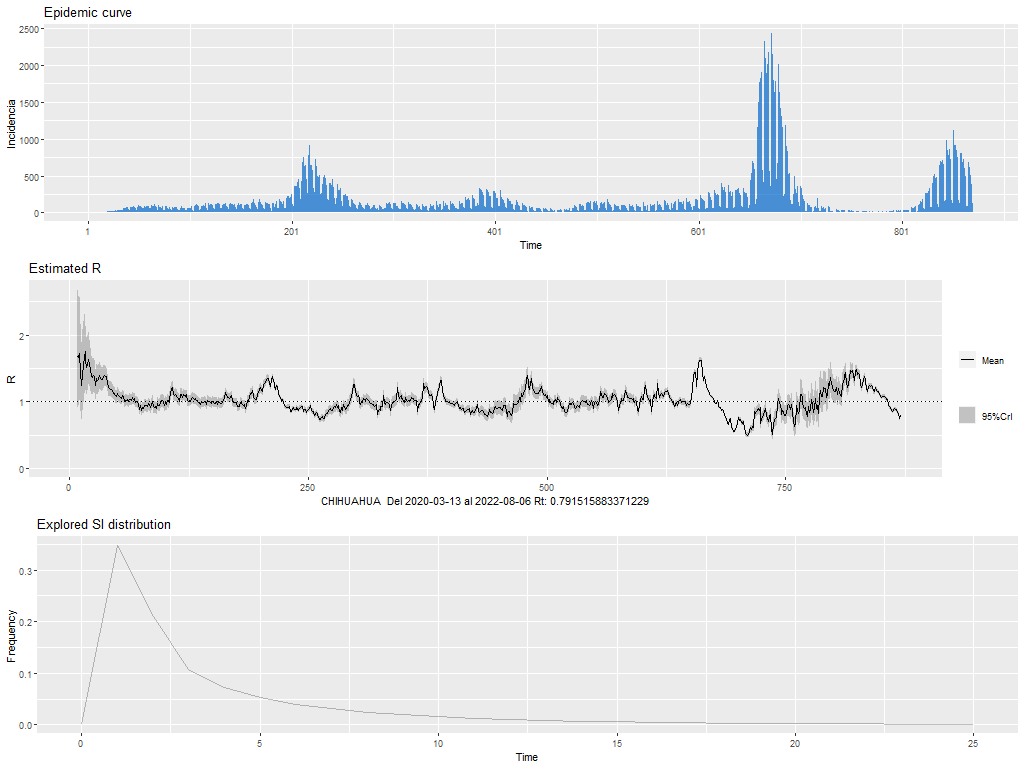 Epidemic curve
2500
2000
1500
1000
500
0
Incidencia
1
201
401
601
801
Time
Estimated R
2
1
0
R
0
250
500
750
CHIHUAHUA Del 2020-03-13 al 2022-08-06 Rt: 0.791515883371229
Mean
95%CrI
Explored SI distribution
0.3
0.2
0.1
0.0
Frequency
0
5
10
15
20
25
Time